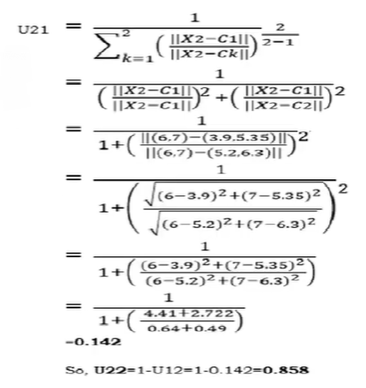 U21 = 1 / ∑k=1^2 ( ||X2−C1|| / ||X2−Ck|| )^(2 / 2−1)
= 1 / ( ||X2−C1|| / ||X2−C1|| )^2 + ( ||X2−C1|| / ||X2−C2|| )^2
= 1 / 1+( ||(6.7)−(3.9,5.35)|| / ||(6.7)−(5.2,6.3)|| )^2
= 1 / 1+( √(6−3.9)^2+(7−5.35)^2 / √(6−5.2)^2+(7−6.3)^2 )^2
= 1 / 1+( (6−3.9)^2+(7−5.35)^2 / (6−5.2)^2+(7−6.3)^2 )
= 1 / 1+( 4.41+2.722 / 0.64+0.49 )
=0.142
So, U22=1-U12=1-0.142=0.858